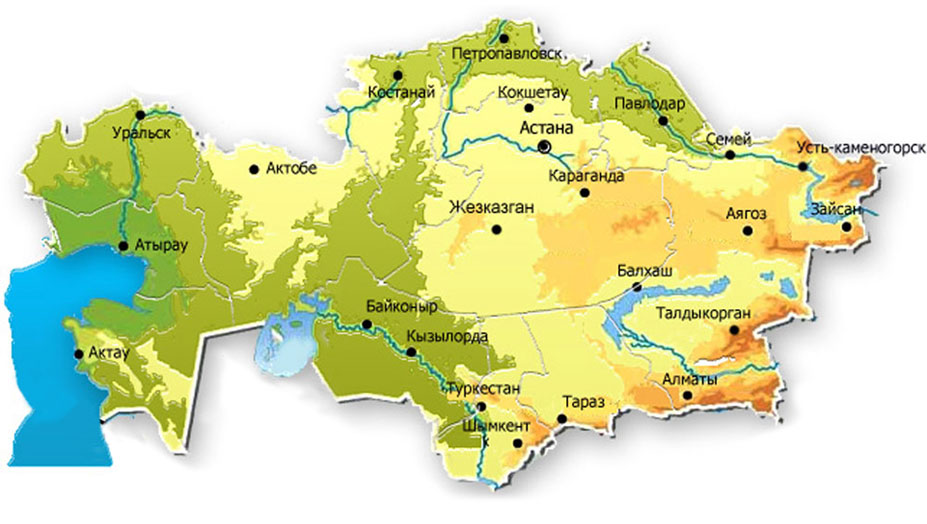 Петропавловск
Костанай
Кокшетау
Павлодар
Уральск
Астана
Семей
Усть-каменогорск
Актобе
Караганда
Жезказган
Аягоз
Зайсан
Атырау
Балхаш
Байконыр
Талдыкорган
Кызылорда
Актау
Туркестан
Алматы
Тараз
Шымкент
к